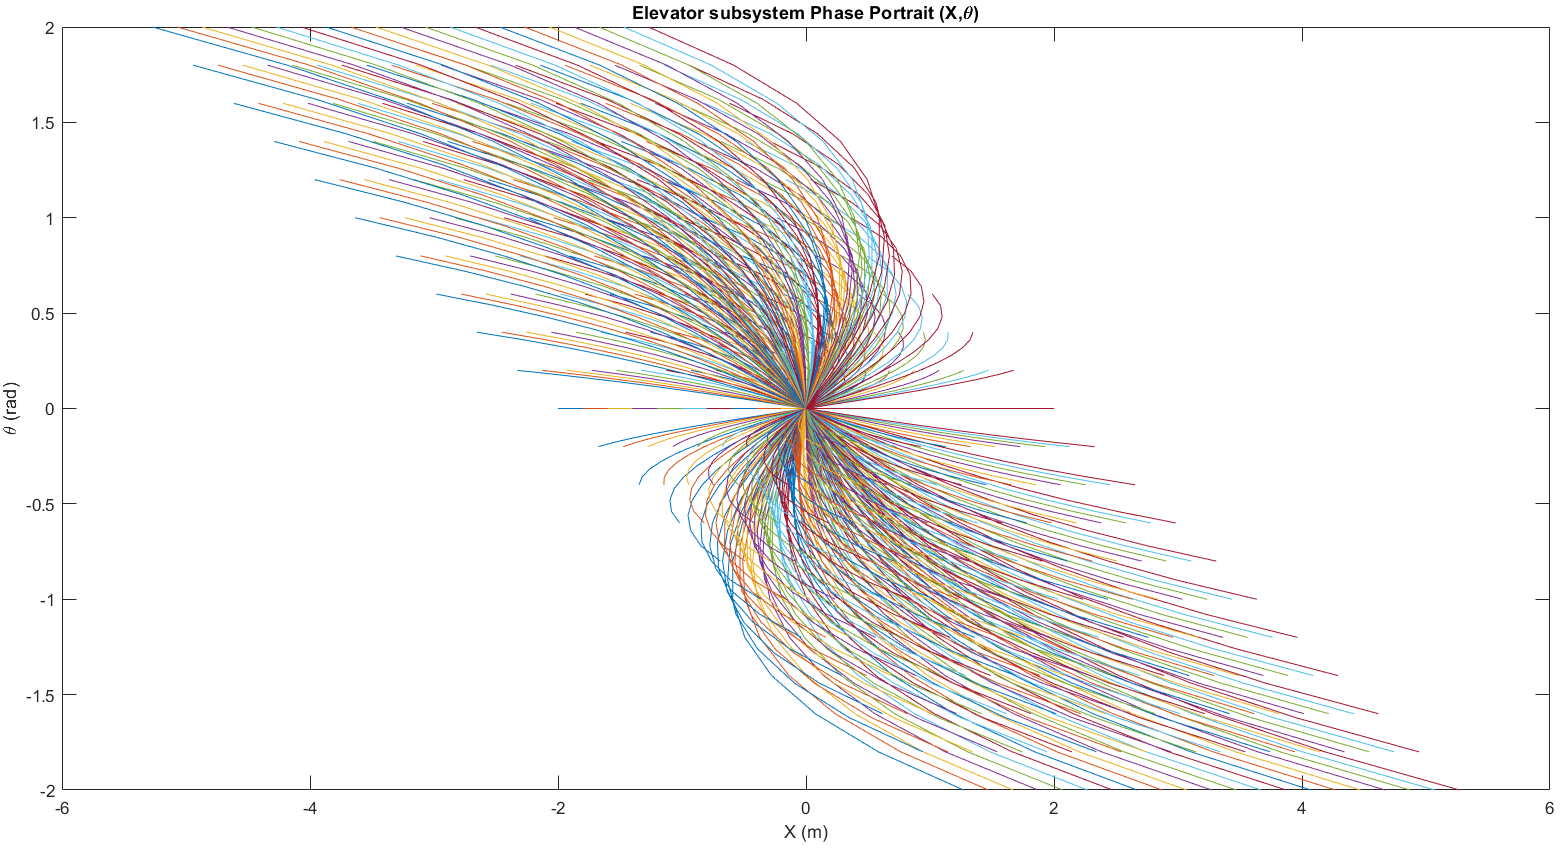 Elevator subsystem Phase Portrait (X,θ)
2
1.5
1
0.5
0
-0.5
-1
-1.5
-2
θ (rad)
-6 -4 -2 0 2 4 6
X (m)